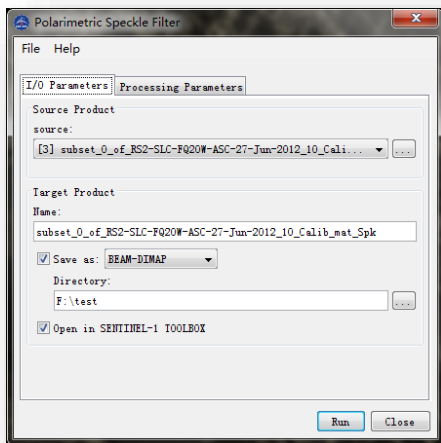 Polarimetric Speckle Filter
File Help
I/O Parameters Processing Parameters
Source Product
source:
[3] subset_0_of_RS2-SLC-FQ20W-ASC-27-Jun-2012_10_Cali... ...
Target Product
Name:
subset_0_of_RS2-SLC-FQ20W-ASC-27-Jun-2012_10_Calib_mat_Spk
Save as: BEAM-DIMAP
Directory:
F:\test ...
Open in SENTINEL-1 TOOLBOX
Run Close